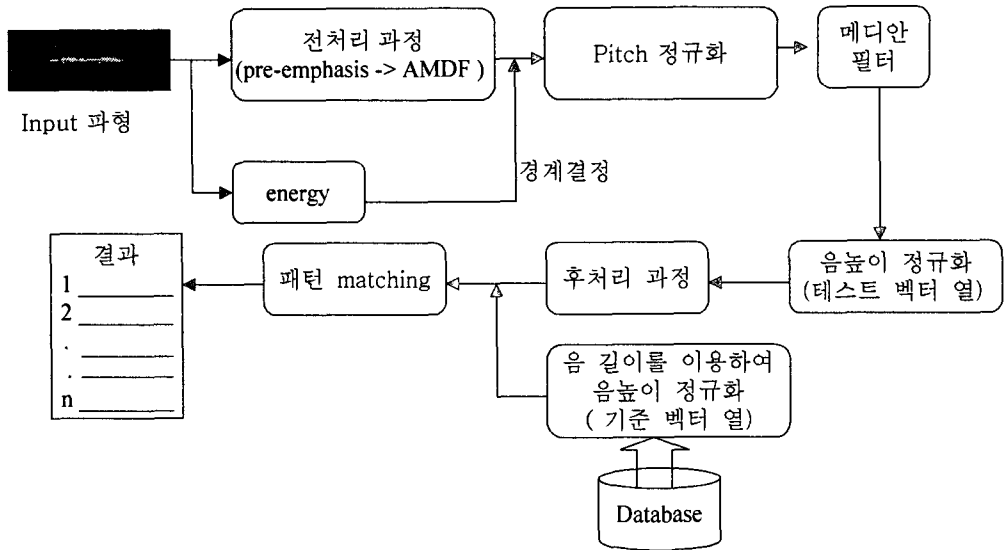 전처리 과정
(pre-emphasis -> AMDF )
Pitch 정규화
메디안
필터
Input 파형
energy
경계결정
음높이 정규화
(테스트 벡터 열)
후처리 과정
패턴 matching
결과
1
2
.
.
n
음 길이를 이용하여
음높이 정규화
( 기준 벡터 열)
Database